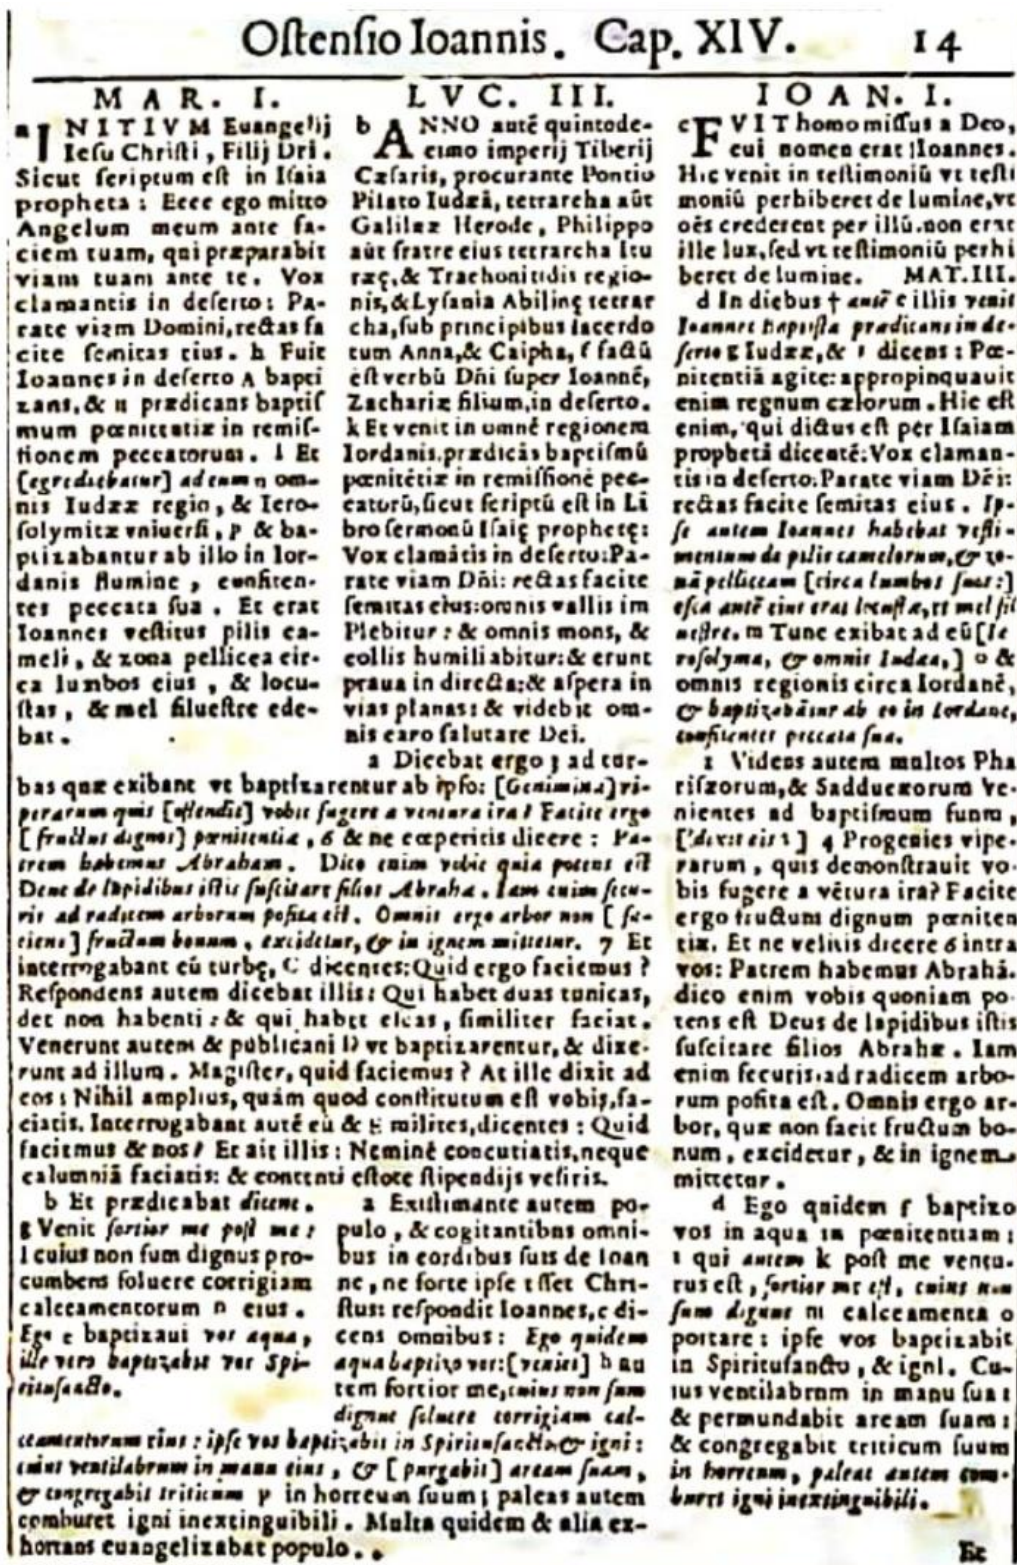 Oſtenſio Ioannis. Cap. XIV. 14
MAR. I.
a INITIVM Euangelij
Ieſu Chriſti, Filij Dei.
Sicut ſcriptum eſt in Iſaia
propheta: Ecce ego mitto
Angelum meum ante fa-
ciem tuam, qui præparabit
viam tuam ante te. Vox
clamantis in deſerto: Pa-
rate viam Domini, rectas fa
cite ſemitas eius. h Fuit
Ioannes in deſerto A bapti
zans, & n prædicans baptiſ
mum pœnitentiæ in remiſ-
ſionem peccatorum. l Et
[egrediebatur] ad eum n om-
nis Iudææ regio, & Iero-
ſolymitæ vniuerſi, p & ba-
ptizabantur ab illo in Ior-
danis flumine, confiten-
tes peccata ſua. Et erat
Ioannes veſtitus pilis ca-
meli, & zona pellicea cir-
ca lumbos eius, & locu-
ſtas, & mel ſilueſtre ede-
bat.
LVC. III.
b ANNO autē quintode-
cimo imperij Tiberij
Cæſaris, procurante Pontio
Pilato Iudæā, tetrarcha aūt
Galilææ Herode, Philippo
aūt fratre eius tetrarcha Itu
ræę, & Trachonitidis regio-
nis, & Lyſania Abilinę tetrar
cha, ſub principibus ſacerdo
tum Anna, & Caipha, f factū
eſt verbū Dñi ſuper Ioannē,
Zachariæ filium, in deſerto.
k Et venit in omnē regionem
Iordanis, prædicās baptiſmū
pœnitētiæ in remiſſionē pec-
catorū, ſicut ſcriptū eſt in Li
bro ſermonū Iſaię prophetę:
Vox clamātis in deſerto: Pa-
rate viam Dñi: rectas facite
ſemitas eius: omnis vallis im
plebitur: & omnis mons, &
collis humiliabitur: & erunt
praua in directa: & aſpera in
vias planas: & videbit om-
nis caro ſalutare Dei.
a Dicebat ergo 3 ad tur-
bas quæ exibant vt baptizarentur ab ipſo: [Genimina] vi-
perarum quis [oſtendit] vobis fugere a ventura ira? Facite ergo
[fructus dignos] pœnitentiæ, 6 & ne cœperitis dicere: Pa-
trem habemus Abraham. Dico enim vobis quia potens eſt
Deus de lapidibus iſtis ſuſcitare filios Abrahæ. Iam enim ſecu-
ris ad radicem arborum poſita eſt. Omnis ergo arbor non [fa-
ciens] fructum bonum, excidetur, & in ignem mittetur. 7 Et
interrogabant eū turbę, C dicentes: Quid ergo faciemus?
Reſpondens autem dicebat illis: Qui habet duas tunicas,
det non habenti: & qui habet eſcas, ſimiliter faciat.
Venerunt autem & publicani D vt baptizarentur, & dixe-
runt ad illum. Magiſter, quid faciemus? At ille dixit ad
eos: Nihil amplius, quám quod conſtitutum eſt vobis, fa-
ciatis. Interrogabant autē eū & E milites, dicentes: Quid
faciemus & nos? Et ait illis: Neminē concutiatis, neque
calumniā faciatis: & contenti eſtote ſtipendijs veſtris.
b Et prædicabat dicens.
g Venit fortior me poſt me:
l cuius non ſum dignus pro-
cumbens ſoluere corrigiam
calceamentorum n eius.
Ego e baptizaui vos aqua,
ille vero baptizabit vos Spi-
rituſancto.
a Exiſtimante autem po-
pulo, & cogitantibus omni-
bus in cordibus ſuis de Ioan
ne, ne forte ipſe eſſet Chri-
ſtus: reſpondit Ioannes, c di-
cens omnibus: Ego quidem
aqua baptizo vos: [veniet] h au
tem fortior me, cuius non ſum
dignus ſoluere corrigiam cal-
ceamentorum eius: ipſe vos baptizabit in Spirituſancto, & igni:
cuius ventilabrum in manu eius, & [purgabit] aream ſuam,
& congregabit triticum p in horreum ſuum; paleas autem
comburet igni inextinguibili. Multa quidem & alia ex-
hortans euangelizabat populo.
IOAN. I.
c FVIT homo miſſus a Deo,
cui nomen erat Ioannes.
Hic venit in teſtimoniū vt teſti
moniū perhiberet de lumine, vt
oēs crederent per illū. non erat
ille lux, ſed vt teſtimoniū perhi
beret de lumine. MAT. III.
d In diebus † autē e illis venit
Ioannes Baptiſta prædicans in de-
ſerto g Iudææ, & i dicens: Pœ-
nitentiā agite: appropinquauit
enim regnum cælorum. Hic eſt
enim, qui dictus eſt per Iſaiam
prophetā dicentē: Vox claman-
tis in deſerto: Parate viam Dñi:
rectas facite ſemitas eius. Ip-
ſe autem Ioannes habebat veſti-
mentum de pilis camelorum, & zo-
nā pelliceam [circa lumbos ſuos:]
eſca autē eius erat locuſtæ, et mel ſil
ueſtre. m Tunc exibat ad eū [Ie
roſolyma, & omnis Iudæa,] o &
omnis regionis circa Iordanē,
& baptizabātur ab eo in Iordane,
confitentes peccata ſua.
2 Videns autem multos Pha
riſæorum, & Sadducæorum ve-
nientes ad baptiſmum ſuum,
[dixit eis] 4 Progenies vipe-
rarum, quis demonſtrauit vo-
bis fugere a vētura ira? Facite
ergo fructum dignum pœniten
tiæ. Et ne velitis dicere 6 intra
vos: Patrem habemus Abrahā.
dico enim vobis quoniam po
tens eſt Deus de lapidibus iſtis
ſuſcitare filios Abrahæ. Iam
enim ſecuris ad radicem arbo-
rum poſita eſt. Omnis ergo ar-
bor, quæ non facit fructum bo-
num, excidetur, & in ignem
mittetur.
d Ego quidem f baptizo
vos in aqua in pœnitentiam:
i qui autem k poſt me ventu-
rus eſt, fortior me eſt, cuius non
ſum dignus m calceamenta o
portare: ipſe vos baptizabit
in Spirituſancto, & igni. Cu-
ius ventilabrum in manu ſua:
& permundabit aream ſuam:
& congregabit triticum ſuum
in horreum, paleas autem com-
buret igni inextinguibili.
Et